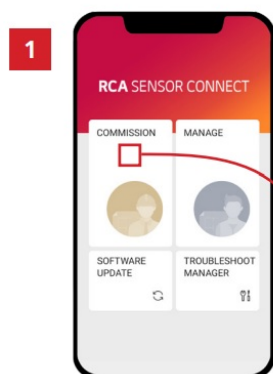 1
RCA SENSOR CONNECT
COMMISSION
MANAGE
SOFTWARE
UPDATE
TROUBLESHOOT
MANAGER